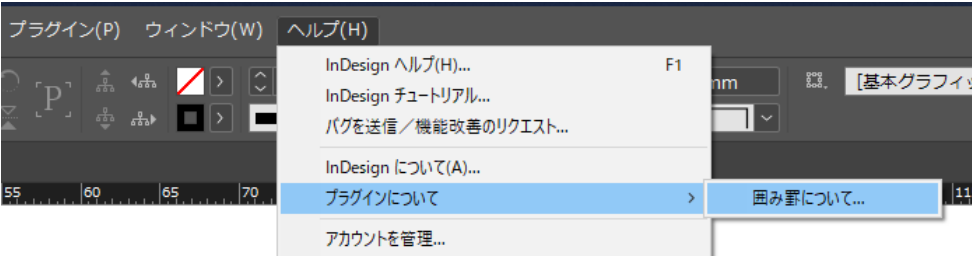 プラグイン(P) ウィンドウ(W) ヘルプ(H)
InDesign ヘルプ(H)... F1
InDesign チュートリアル...
バグを送信／機能改善のリクエスト...
InDesign について(A)...
プラグインについて
囲み罫について...
アカウントを管理...
[P]
mm
[基本グラフィッ
55 60 65 70 11